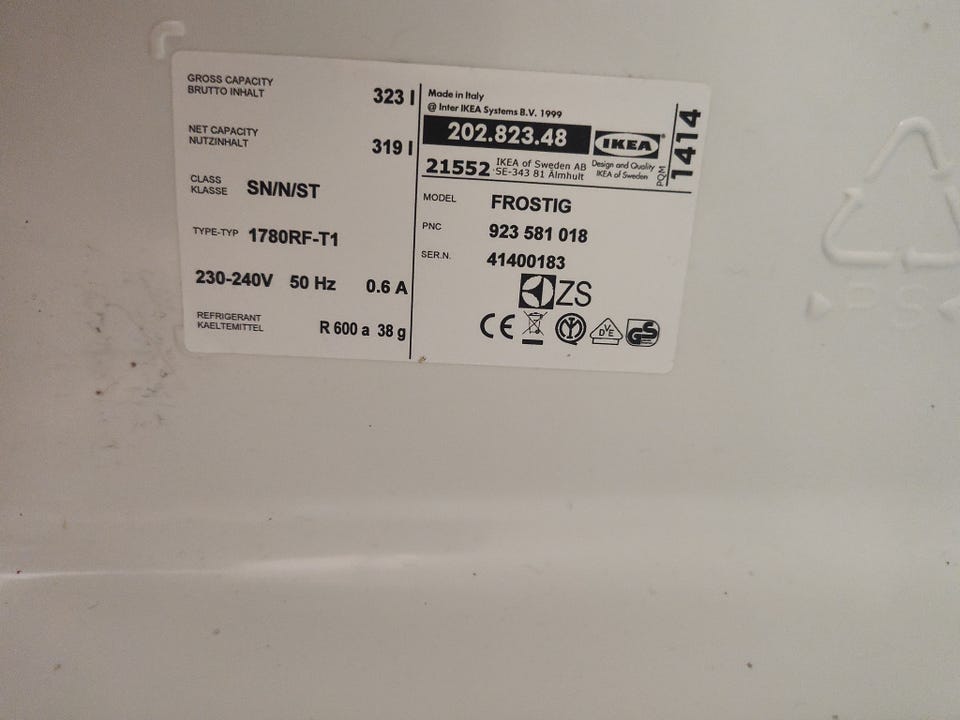 GROSS CAPACITY
BRUTTO INHALT
323 l
NET CAPACITY
NUTZINHALT
319 l
CLASS
KLASSE
SN/N/ST
TYPE-TYP 1780RF-T1
230-240V 50 Hz 0.6 A
REFRIGERANT
KAELTEMITTEL
R 600 a 38 g
Made in Italy
@ Inter IKEA Systems B.V. 1999
202.823.48
IKEA®
21552
IKEA of Sweden AB
SE-343 81 Älmhult
Design and Quality
IKEA of Sweden
PQM
1414
MODEL FROSTIG
PNC 923 581 018
SER.N. 41400183
ZS
CE
VDE
GS
PS